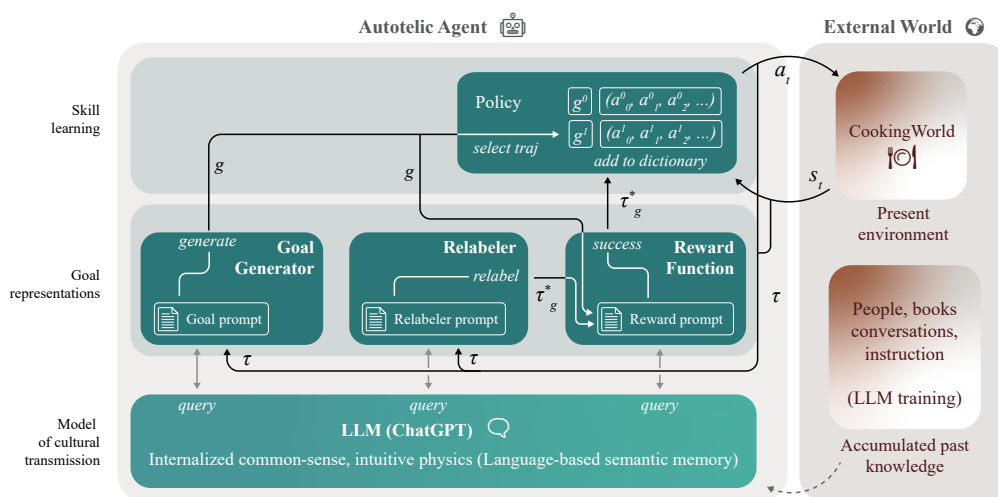 Autotelic Agent
External World
Skill
learning
Policy
g⁰ (a⁰₀, a⁰₁, a⁰₂, ...)
g¹ (a¹₀, a¹₁, a¹₂, ...)
select traj
add to dictionary
aₜ
sₜ
CookingWorld
Present
environment
g
g
τ*g
Goal
representations
generate
Goal
Generator
Goal prompt
Relabeler
relabel
Relabeler prompt
τ*g
success
Reward
Function
Reward prompt
τ
τ
τ
People, books
conversations,
instruction
(LLM training)
Accumulated past
knowledge
Model
of cultural
transmission
query
query
query
LLM (ChatGPT)
Internalized common-sense, intuitive physics (Language-based semantic memory)